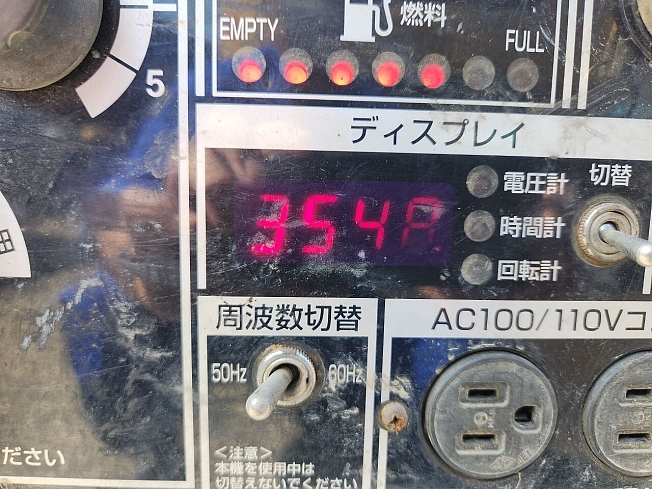 EMPTY
燃料
FULL
5
ディスプレイ
354A
電圧計
切替
時間計
回転計
周波数切替
AC100/110Vコ
50Hz
60Hz
ださい
<注意>
本機を使用中は
切替えないでください